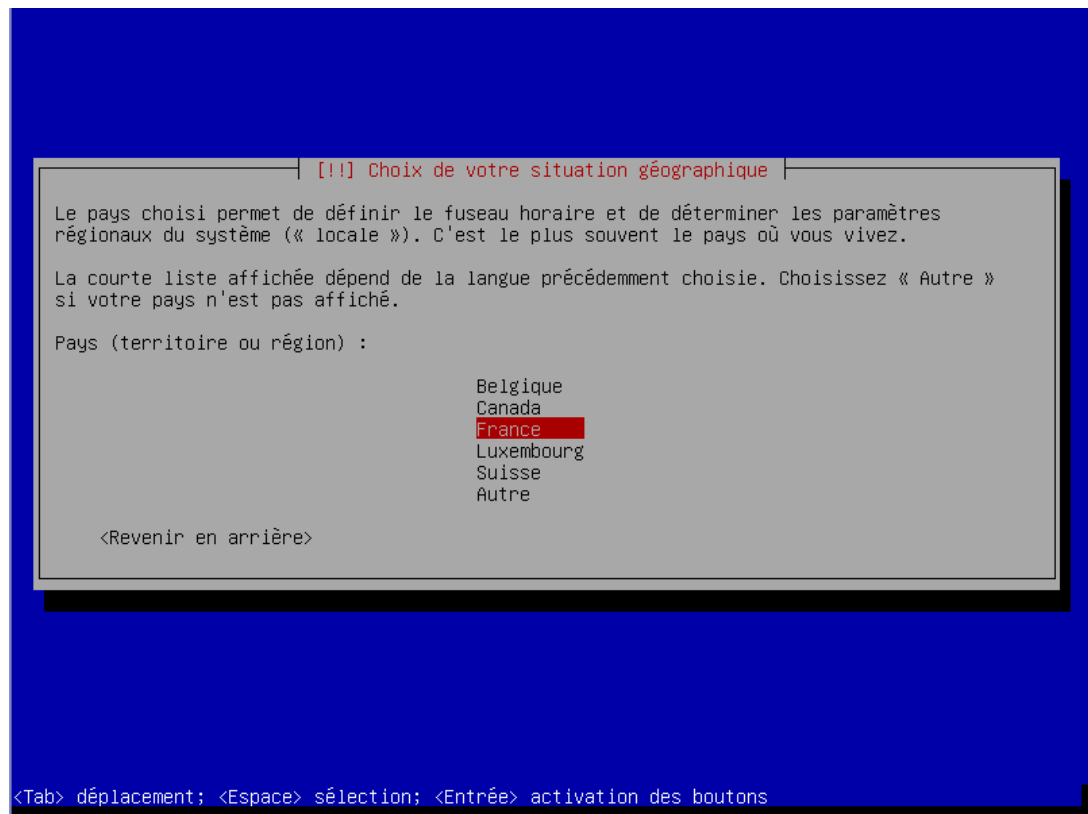 [!!] Choix de votre situation géographique
Le pays choisi permet de définir le fuseau horaire et de déterminer les paramètres
régionaux du système (« locale »). C'est le plus souvent le pays où vous vivez.
La courte liste affichée dépend de la langue précédemment choisie. Choisissez « Autre »
si votre pays n'est pas affiché.
Pays (territoire ou région) :
Belgique
Canada
France
Luxembourg
Suisse
Autre
<Revenir en arrière>
<Tab> déplacement; <Espace> sélection; <Entrée> activation des boutons